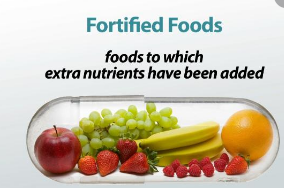 Fortified Foods
foods to which
extra nutrients have been added